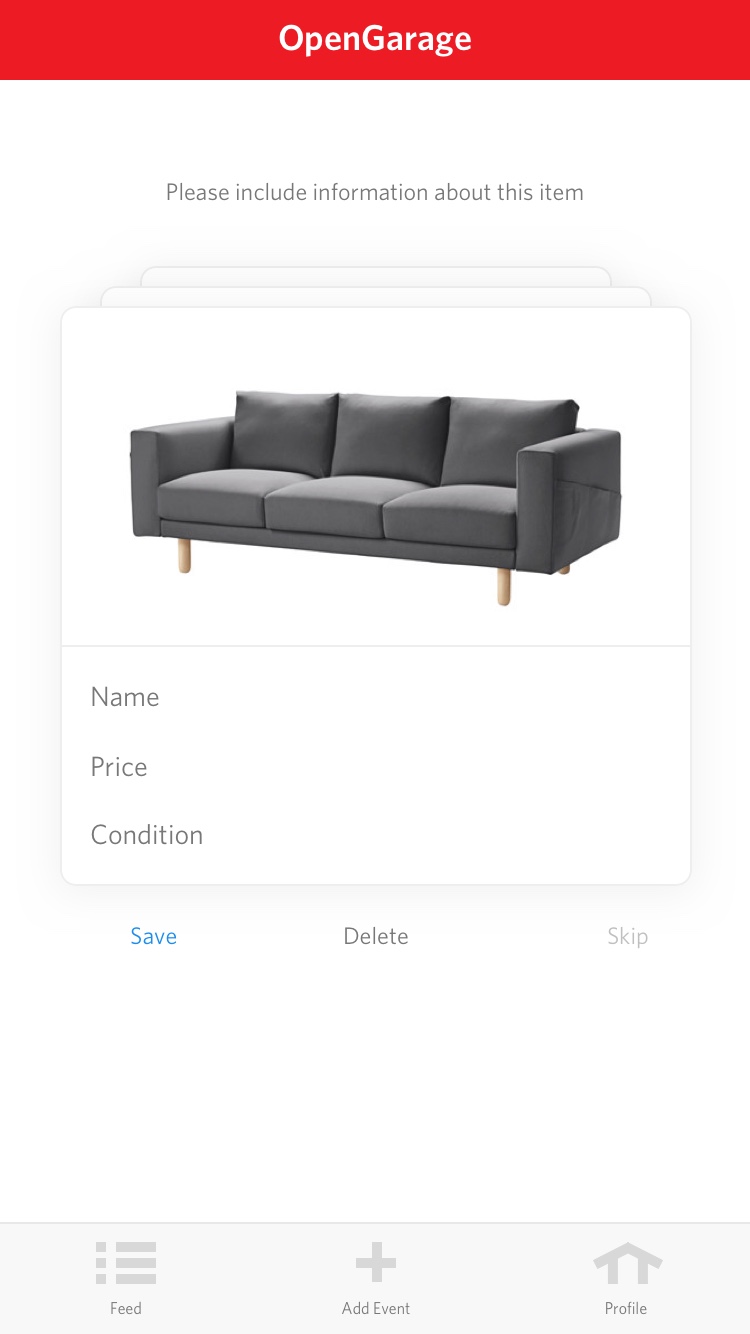 OpenGarage
Please include information about this item
Name
Price
Condition
Save Delete Skip
Feed Add Event Profile